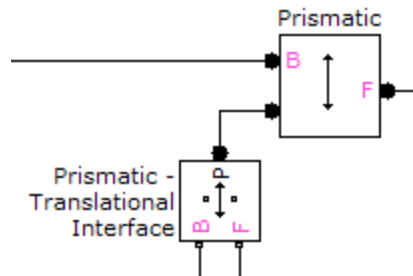 Prismatic
B
F
Prismatic -
Translational
Interface
P
B
F